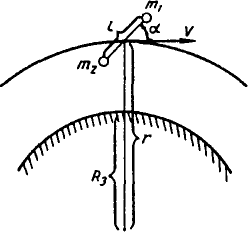 m₁
l α v
m₂
R₃ r